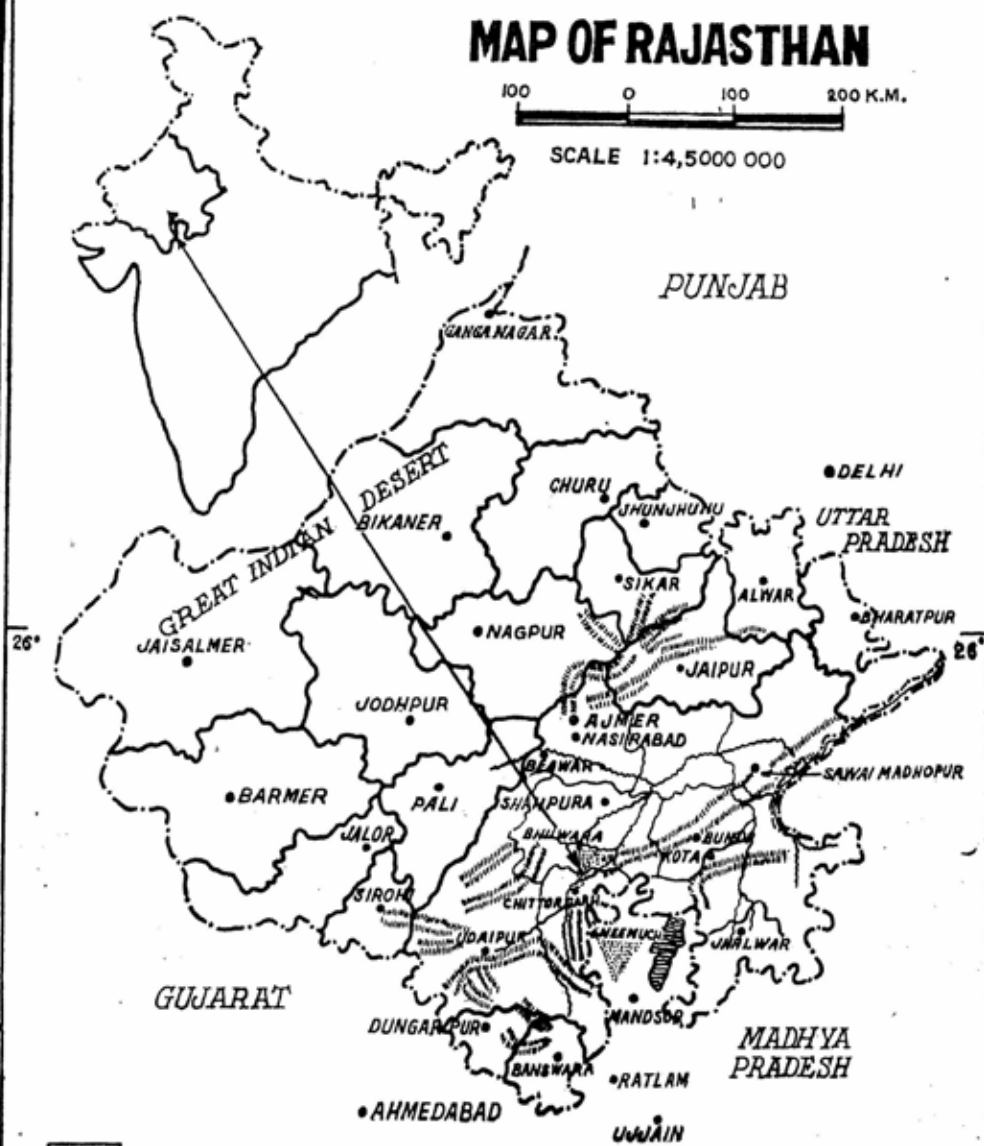 MAP OF RAJASTHAN
100 0 100 200 K.M.
SCALE 1:4,5000 000
PUNJAB
GANGANAGAR
GREAT INDIAN DESERT
DELHI
CHURU
JHUNJHUNU
BIKANER
UTTAR
PRADESH
SIKAR
ALWAR
BHARATPUR
NAGPUR
26°
26°
JAISALMER
JAIPUR
JODHPUR
AJMER
NASIRABAD
BEAWAR
SAWAI MADHOPUR
BARMER
PALI
SHAHPURA
BHILWARA
JALOR
BUNDI
KOTA
SIROHI
CHITTORGARH
NEEMUCH
UDAIPUR
JHALWAR
GUJARAT
MANDSOR
DUNGARIPUR
MADHYA
PRADESH
BANSWARA
RATLAM
AHMEDABAD
UJJAIN